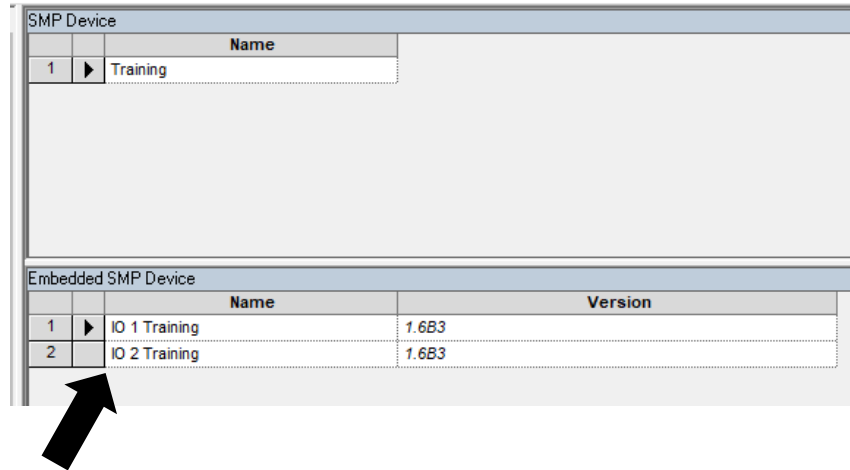 SMP Device
Name
1 Training
Embedded SMP Device
Name Version
1 IO 1 Training 1.6B3
2 IO 2 Training 1.6B3